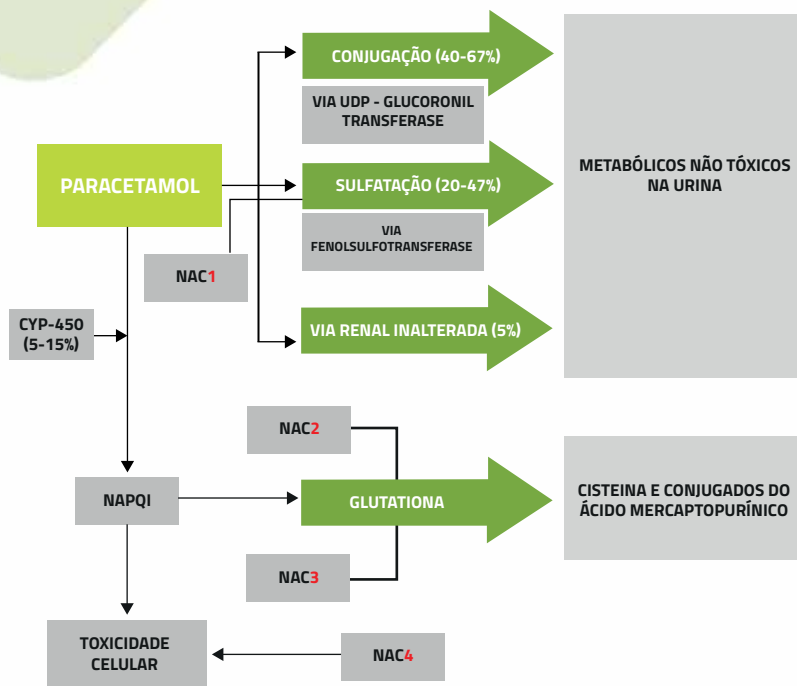 CONJUGAÇÃO (40-67%)
VIA UDP - GLUCORONIL
TRANSFERASE
PARACETAMOL
SULFATAÇÃO (20-47%)
VIA
FENOLSULFOTRANSFERASE
METABÓLICOS NÃO TÓXICOS
NA URINA
NAC1
CYP-450
(5-15%)
VIA RENAL INALTERADA (5%)
NAC2
NAPQI
GLUTATIONA
CISTEINA E CONJUGADOS DO
ÁCIDO MERCAPTOPURÍNICO
NAC3
TOXICIDADE
CELULAR
NAC4